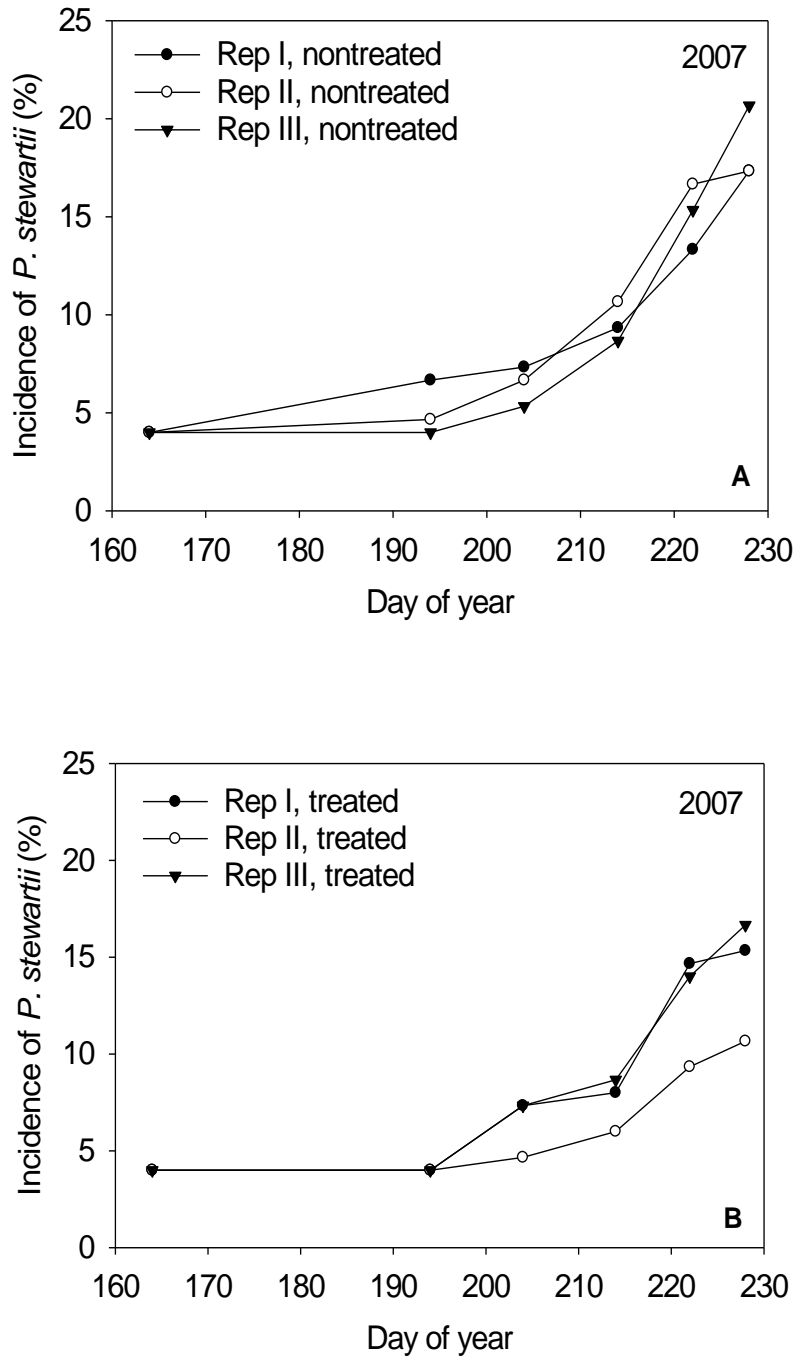 25
20
15
10
5
0
Incidence of P. stewartii (%)
Rep I, nontreated
Rep II, nontreated
Rep III, nontreated
2007
A
160 170 180 190 200 210 220 230
Day of year
25
20
15
10
5
0
Incidence of P. stewartii (%)
Rep I, treated
Rep II, treated
Rep III, treated
2007
B
160 170 180 190 200 210 220 230
Day of year